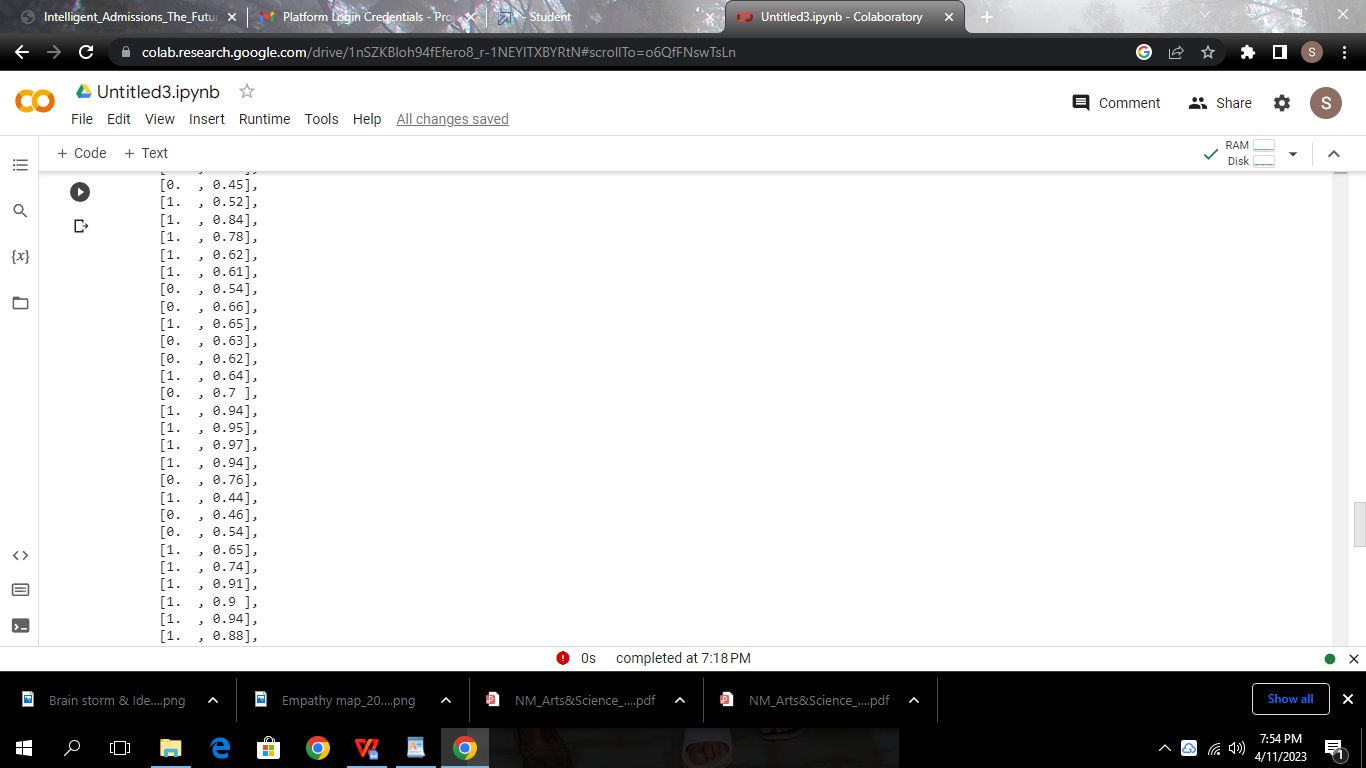 Intelligent_Admissions_The_Futu
Platform Login Credentials - Pro
- Student
Untitled3.ipynb - Colaboratory
colab.research.google.com/drive/1nSZKBIoh94fEfero8_r-1NEYITXBYRtN#scrollTo=o6QfFNswTsLn
S
Untitled3.ipynb
File Edit View Insert Runtime Tools Help All changes saved
Comment
Share
S
+ Code + Text
RAM
Disk
{x}
[0.  , 0.45],
[1.  , 0.52],
[1.  , 0.84],
[1.  , 0.78],
[1.  , 0.62],
[1.  , 0.61],
[0.  , 0.54],
[0.  , 0.66],
[1.  , 0.65],
[0.  , 0.63],
[0.  , 0.62],
[1.  , 0.64],
[0.  , 0.7 ],
[1.  , 0.94],
[1.  , 0.95],
[1.  , 0.97],
[1.  , 0.94],
[0.  , 0.76],
[1.  , 0.44],
[0.  , 0.46],
[0.  , 0.54],
[1.  , 0.65],
[1.  , 0.74],
[1.  , 0.91],
[1.  , 0.9 ],
[1.  , 0.94],
[1.  , 0.88],
0s completed at 7:18 PM
Brain storm & Ide....png
Empathy map_20....png
NM_Arts&Science_....pdf
NM_Arts&Science_....pdf
Show all
7:54 PM
4/11/2023
1